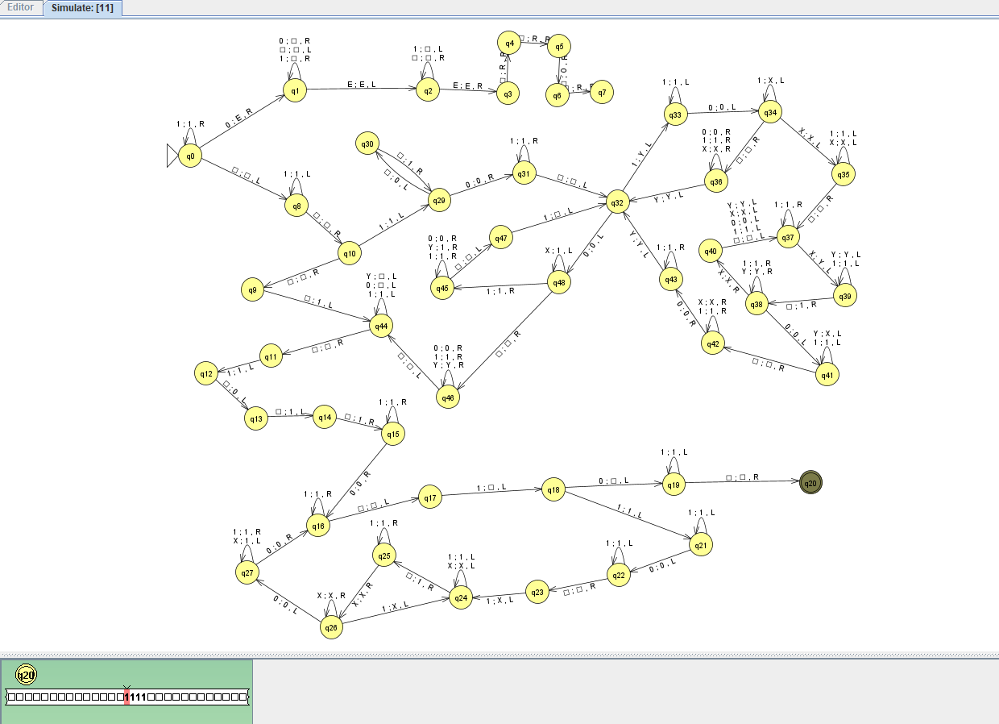 Editor
Simulate: [11]
0 ; □ , R
□ ; □ , L
1 ; □ , R
1 ; □ , L
□ ; □ , R
q4
□ ; R , R
q5
□ ; R , R
□ ; 0 , R
q1
E ; E , L
q2
E ; E , R
q3
q6
□ ; R , R
q7
1 ; 1 , L
q33
0 ; 0 , L
1 ; X , L
q34
1 ; 1 , R
q0
0 ; E , R
□ ; □ , L
q30
□ ; 1 , R
□ ; 0 , L
1 ; 1 , R
q31
0 ; 0 , R
□ ; □ , L
1 ; Y , L
0 ; 0 , R
1 ; 1 , R
X ; X , R
q36
□ ; □ , R
X ; X , L
1 ; 1 , L
X ; X , L
q35
1 ; 1 , L
q8
□ ; □ , R
q29
q32
Y ; Y , L
□ ; □ , R
1 ; 1 , L
q10
q47
1 ; □ , L
0 ; 0 , L
Y ; Y , L
Y ; Y , L
X ; X , L
0 ; 0 , L
1 ; 1 , L
□ ; □ , L
q40
1 ; 1 , R
q37
X ; Y , L
0 ; 0 , R
Y ; 1 , R
1 ; 1 , R
□ ; □ , L
q45
X ; 1 , L
q48
1 ; 1 , R
1 ; 1 , R
q43
1 ; 1 , R
Y ; Y , R
q38
X ; X , R
Y ; Y , L
1 ; 1 , L
q39
□ ; 1 , R
□ ; □ , R
q9
□ ; 1 , L
Y ; □ , L
0 ; □ , L
1 ; 1 , L
q44
□ ; □ , R
□ ; □ , R
0 ; 0 , R
X ; X , R
1 ; 1 , R
q42
0 ; 0 , L
Y ; X , L
1 ; 1 , L
q41
□ ; □ , R
q11
1 ; 1 , L
q12
□ ; 0 , L
0 ; 0 , R
1 ; 1 , R
Y ; Y , R
q46
□ ; □ , L
q13
□ ; 1 , L
q14
□ ; 1 , R
1 ; 1 , R
q15
0 ; 0 , R
1 ; 1 , R
q16
□ ; □ , L
q17
1 ; □ , L
q18
0 ; □ , L
1 ; 1 , L
q19
□ ; □ , R
q20
1 ; 1 , L
1 ; 1 , L
q21
0 ; 0 , L
1 ; 1 , R
X ; 1 , L
q27
0 ; 0 , R
1 ; 1 , R
q25
□ ; 1 , R
X ; X , R
1 ; 1 , L
X ; X , L
q24
1 ; X , L
q23
□ ; □ , R
1 ; 1 , L
q22
0 ; 0 , L
X ; X , R
q26
1 ; X , L
q20
1111